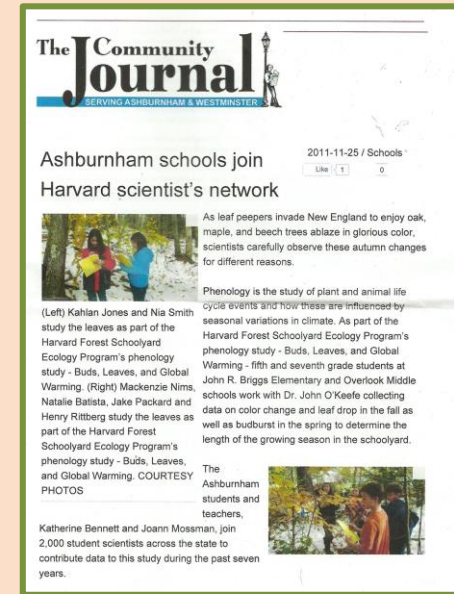 The Community
Journal
SERVING ASHBURNHAM & WESTMINSTER
Ashburnham schools join
Harvard scientist's network
2011-11-25 / Schools
Like 1 0
(Left) Kahlan Jones and Nia Smith
study the leaves as part of the
Harvard Forest Schoolyard
Ecology Program's phenology
study - Buds, Leaves, and Global
Warming. (Right) Mackenzie Nims,
Natalie Batista, Jake Packard and
Henry Rittberg study the leaves as
part of the Harvard Forest
Schoolyard Ecology Program's
phenology study - Buds, Leaves,
and Global Warming. COURTESY
PHOTOS
As leaf peepers invade New England to enjoy oak,
maple, and beech trees ablaze in glorious color,
scientists carefully observe these autumn changes
for different reasons.
Phenology is the study of plant and animal life
cycle events and how these are influenced by
seasonal variations in climate. As part of the
Harvard Forest Schoolyard Ecology Program's
phenology study - Buds, Leaves, and Global
Warming - fifth and seventh grade students at
John R. Briggs Elementary and Overlook Middle
schools work with Dr. John O'Keefe collecting
data on color change and leaf drop in the fall as
well as budburst in the spring to determine the
length of the growing season in the schoolyard.
The
Ashburnham
students and
teachers,
Katherine Bennett and Joann Mossman, join
2,000 student scientists across the state to
contribute data to this study during the past seven
years.